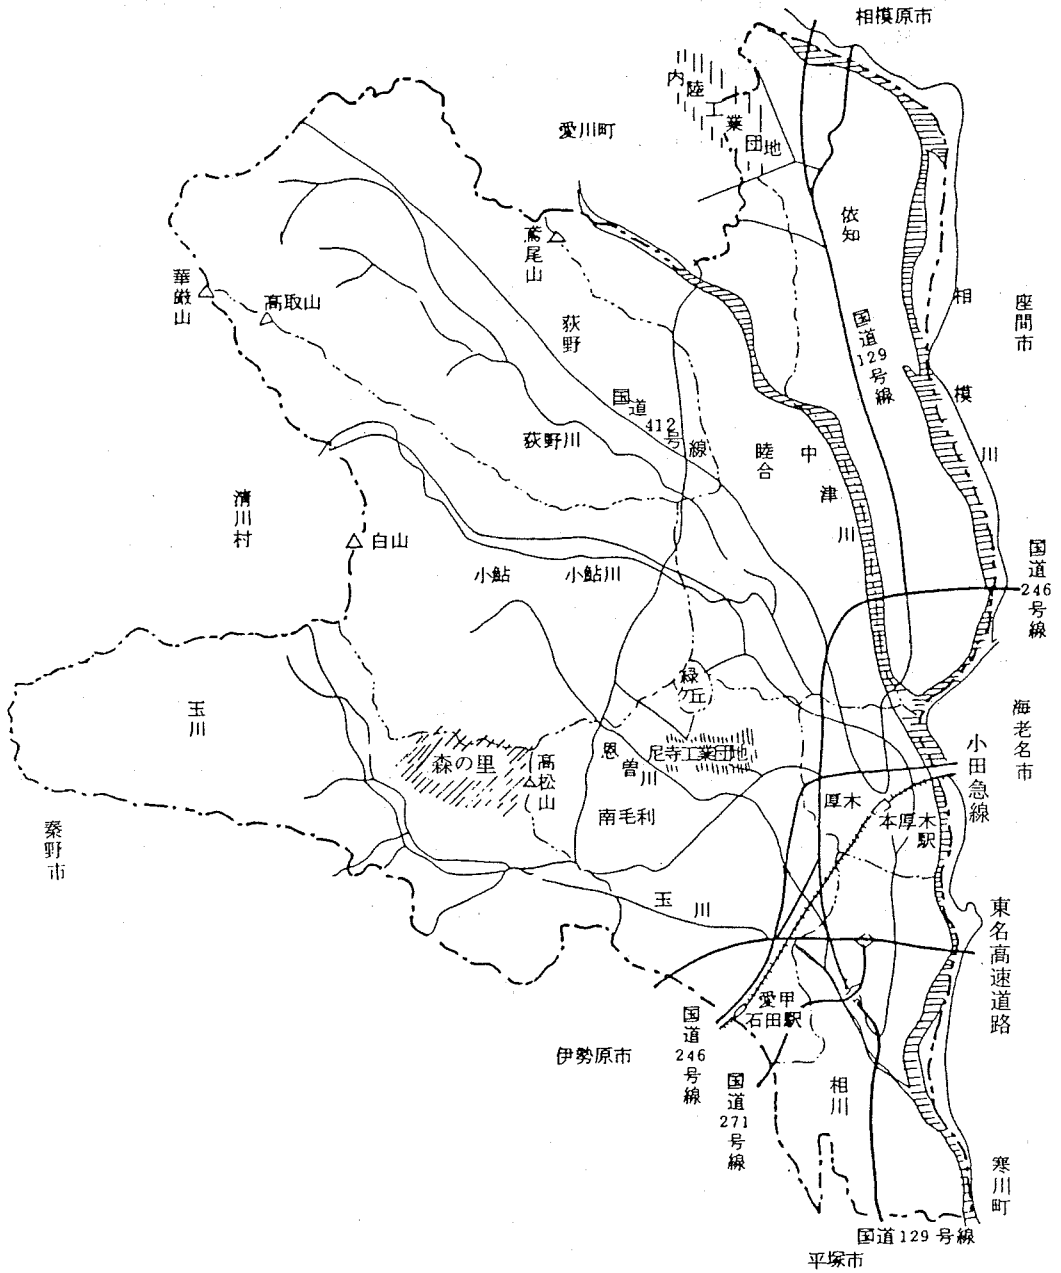 相模原市
内陸工業団地
愛川町
依知
鳶尾山
華厳山
高取山
荻野
相模川
座間市
国道129号線
国道412号線
荻野川
睦合
中津川
清川村
白山
小鮎
小鮎川
国道246号線
緑ケ丘
玉川
海老名市
森の里
高松山
恩曽川
尼寺工業団地
小田急線
厚木
本厚木駅
南毛利
秦野市
玉川
東名高速道路
愛甲石田駅
国道246号線
伊勢原市
国道271号線
相川
寒川町
国道129号線
平塚市